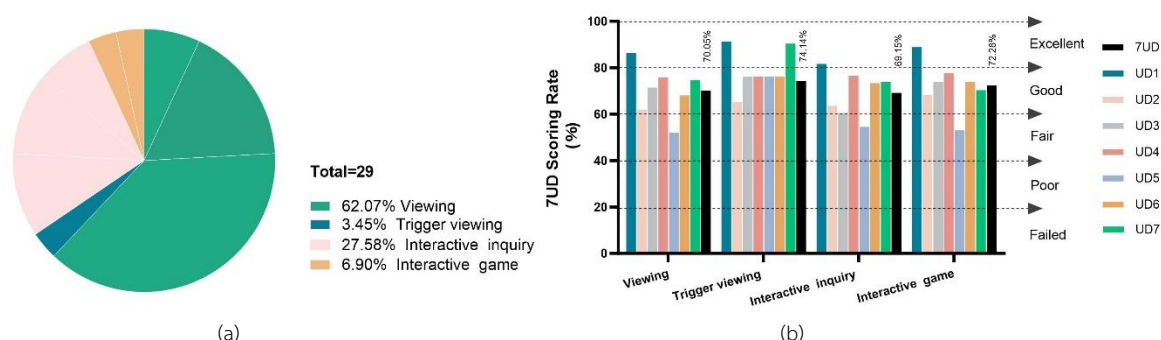 Total=29
62.07% Viewing
3.45% Trigger viewing
27.58% Interactive inquiry
6.90% Interactive game
(a)
7UD Scoring Rate
(%)
100
80
60
40
20
0
70.05%
74.14%
69.15%
72.28%
Viewing
Trigger viewing
Interactive inquiry
Interactive game
Excellent
Good
Fair
Poor
Failed
7UD
UD1
UD2
UD3
UD4
UD5
UD6
UD7
(b)